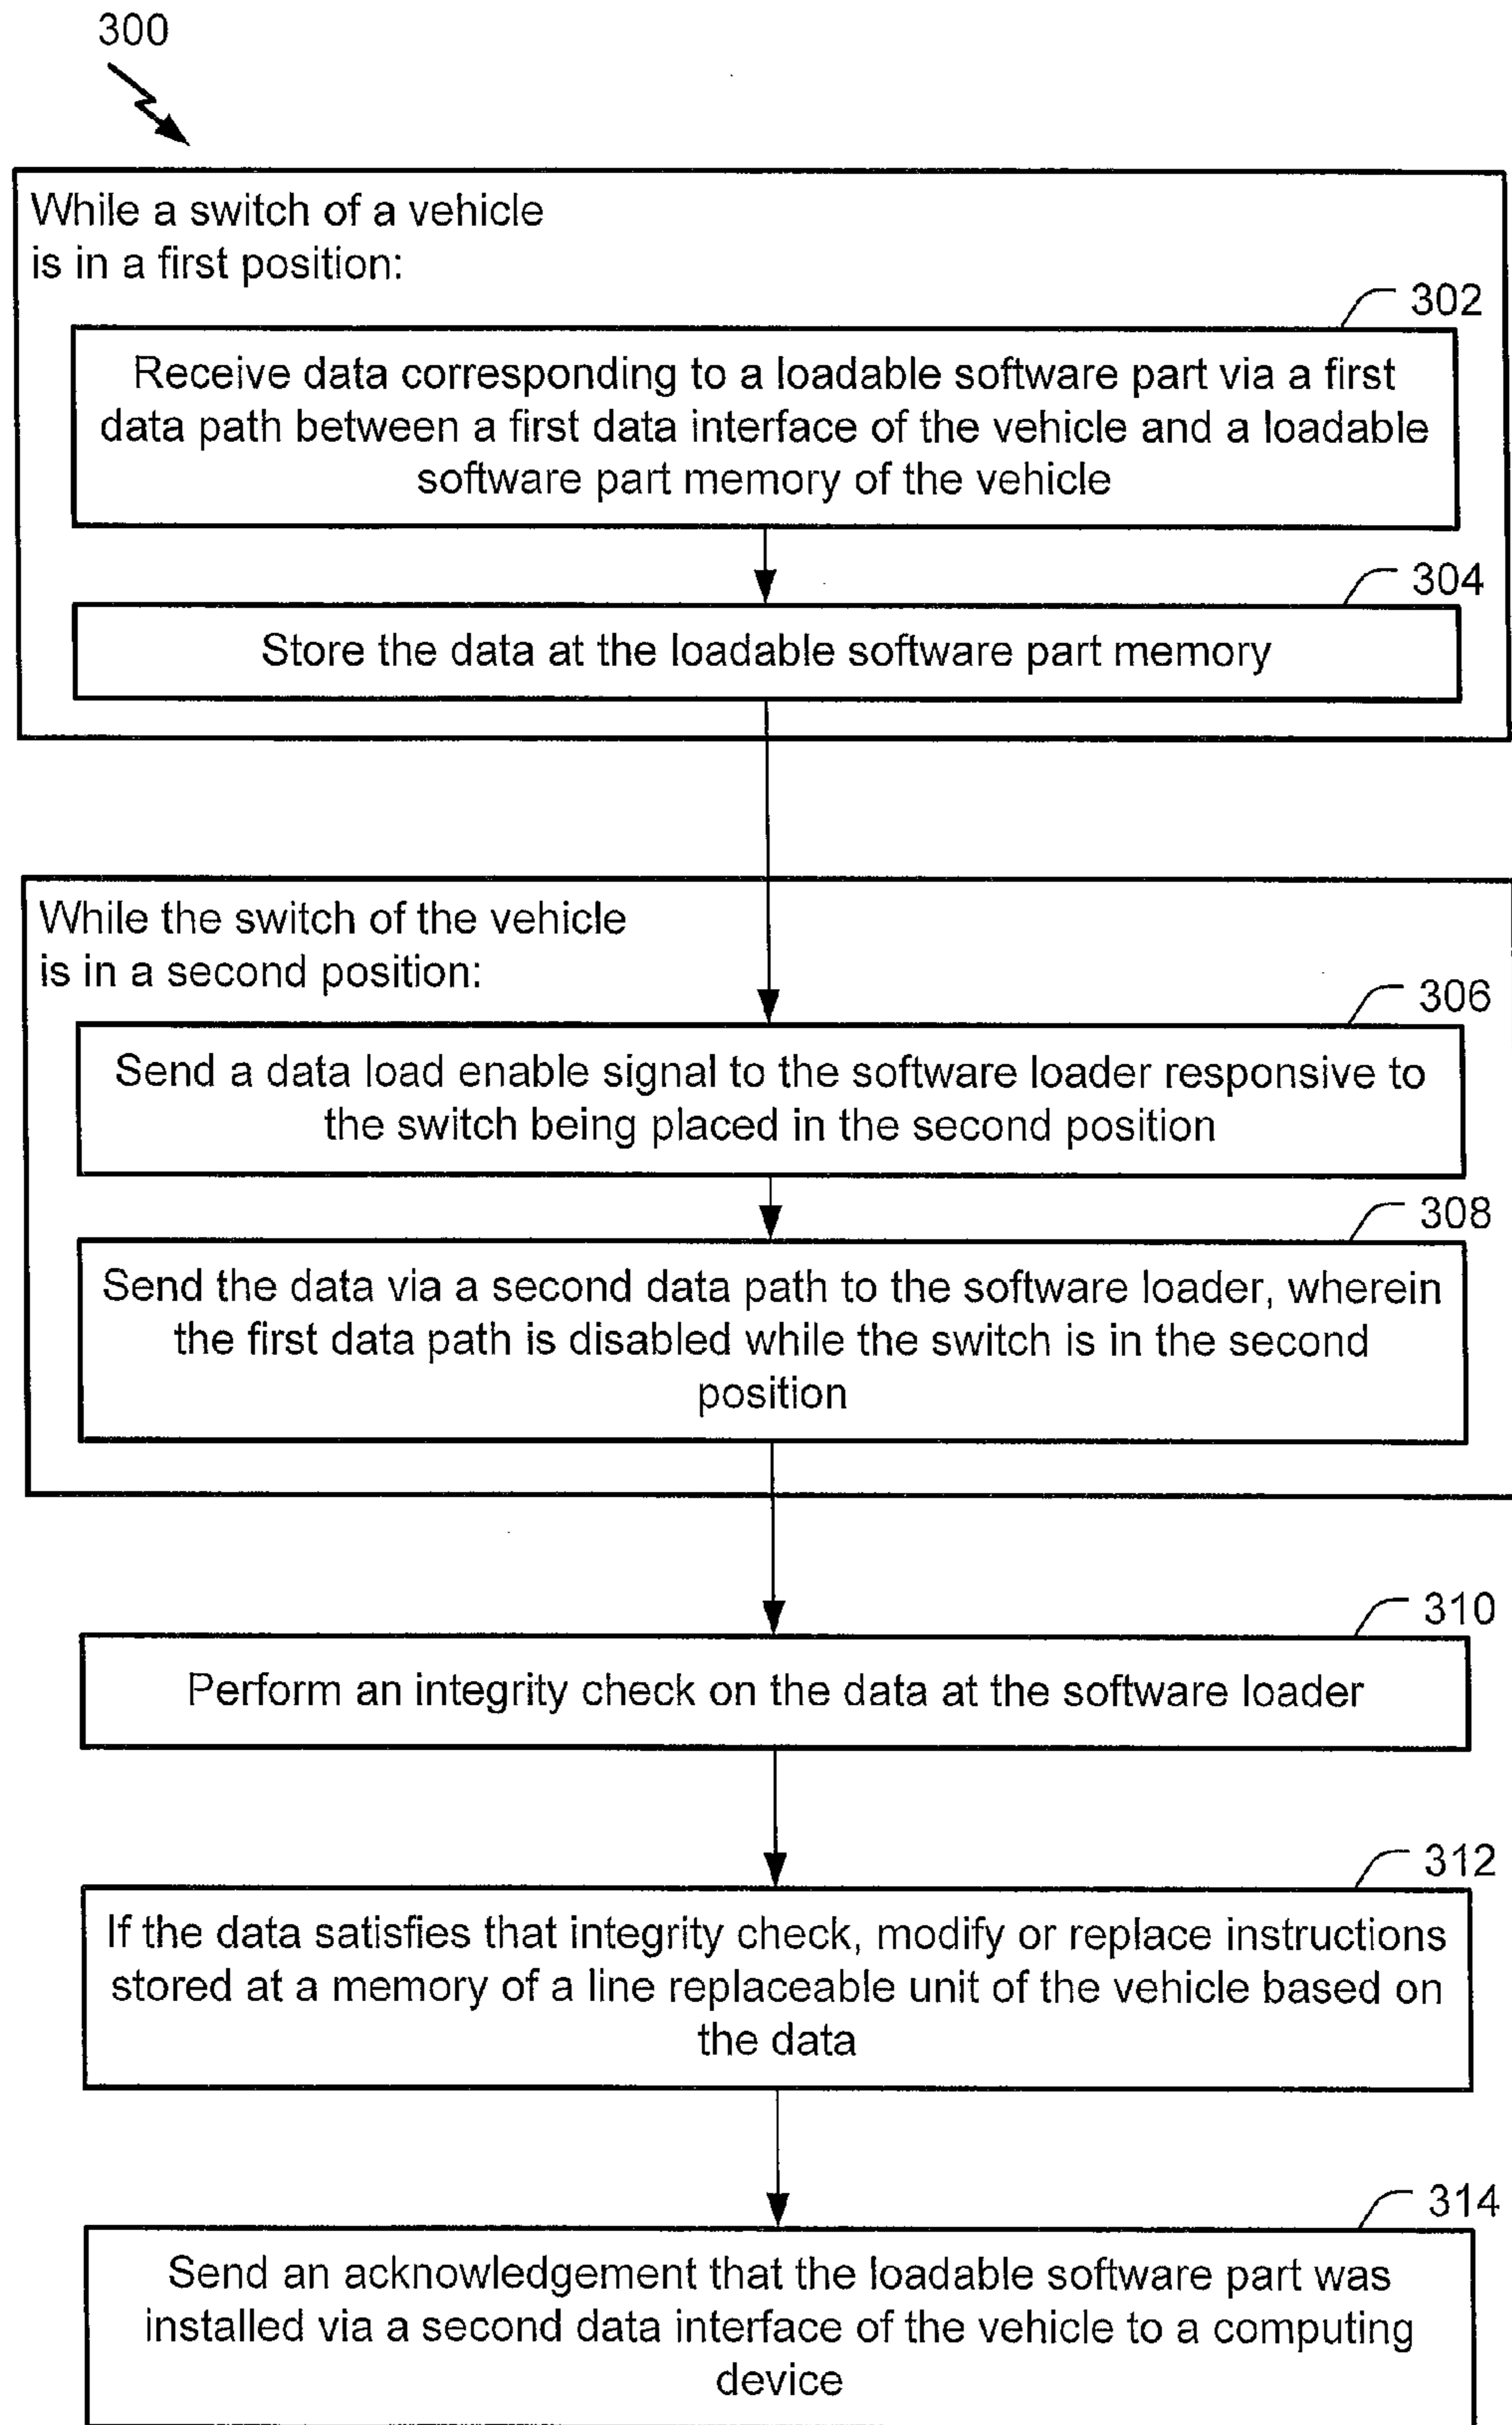 300
While a switch of a vehicle
is in a first position:
302
Receive data corresponding to a loadable software part via a first
data path between a first data interface of the vehicle and a loadable
software part memory of the vehicle
304
Store the data at the loadable software part memory
While the switch of the vehicle
is in a second position:
306
Send a data load enable signal to the software loader responsive to
the switch being placed in the second position
308
Send the data via a second data path to the software loader, wherein
the first data path is disabled while the switch is in the second
position
310
Perform an integrity check on the data at the software loader
312
If the data satisfies that integrity check, modify or replace instructions
stored at a memory of a line replaceable unit of the vehicle based on
the data
314
Send an acknowledgement that the loadable software part was
installed via a second data interface of the vehicle to a computing
device